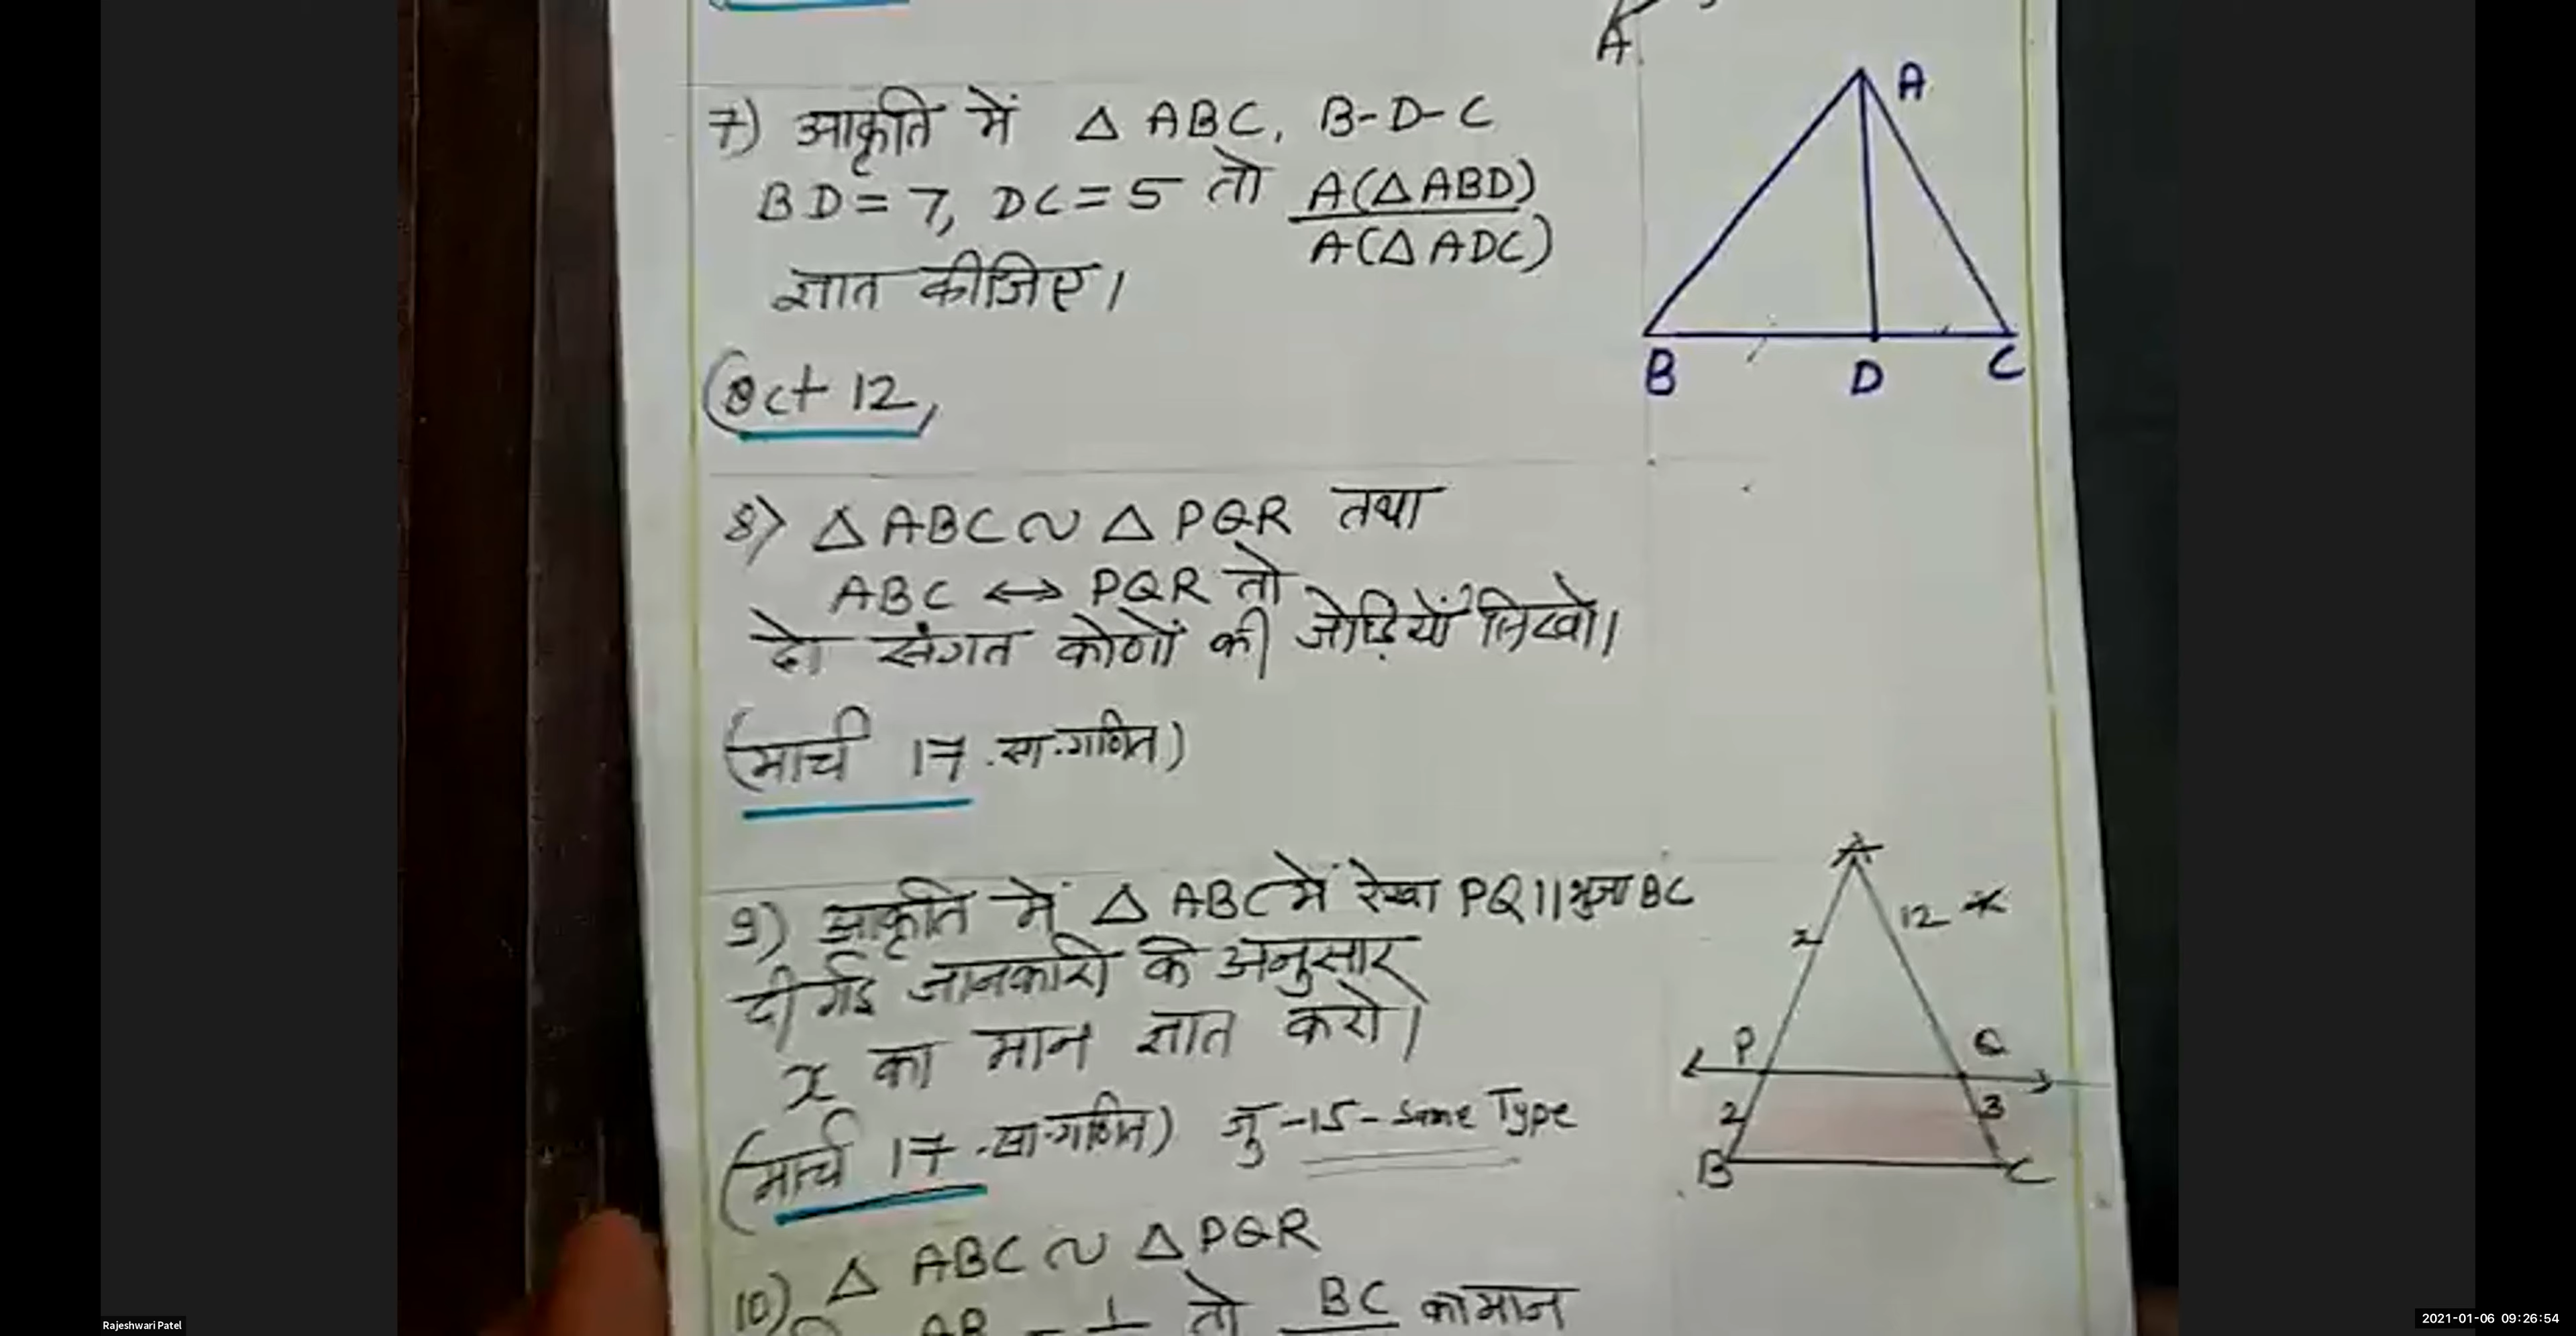 A
7) आकृति में △ ABC, B-D-C
BD = 7, DC = 5 तो A(△ ABD)
A(△ ADC)
ज्ञात कीजिए।
(Oct 12)
A
B D C
8) △ ABC ~ △ PQR तथा
ABC ↔ PQR तो
दो संगत कोणों की जोड़ियाँ लिखो।
(मार्च 17 .सा.गणित)
9) आकृति में △ ABC में रेखा PQ || भुजा BC
दी गई जानकारी के अनुसार
x का मान ज्ञात करो।
(मार्च 17 .सा.गणित) जु -15 - Same Type
A
x 12
P Q
2 3
B C
10) △ ABC ~ △ PQR
AB = 1 तो BC का मान
Rajeshwari Patel
2021-01-06 09:26:54